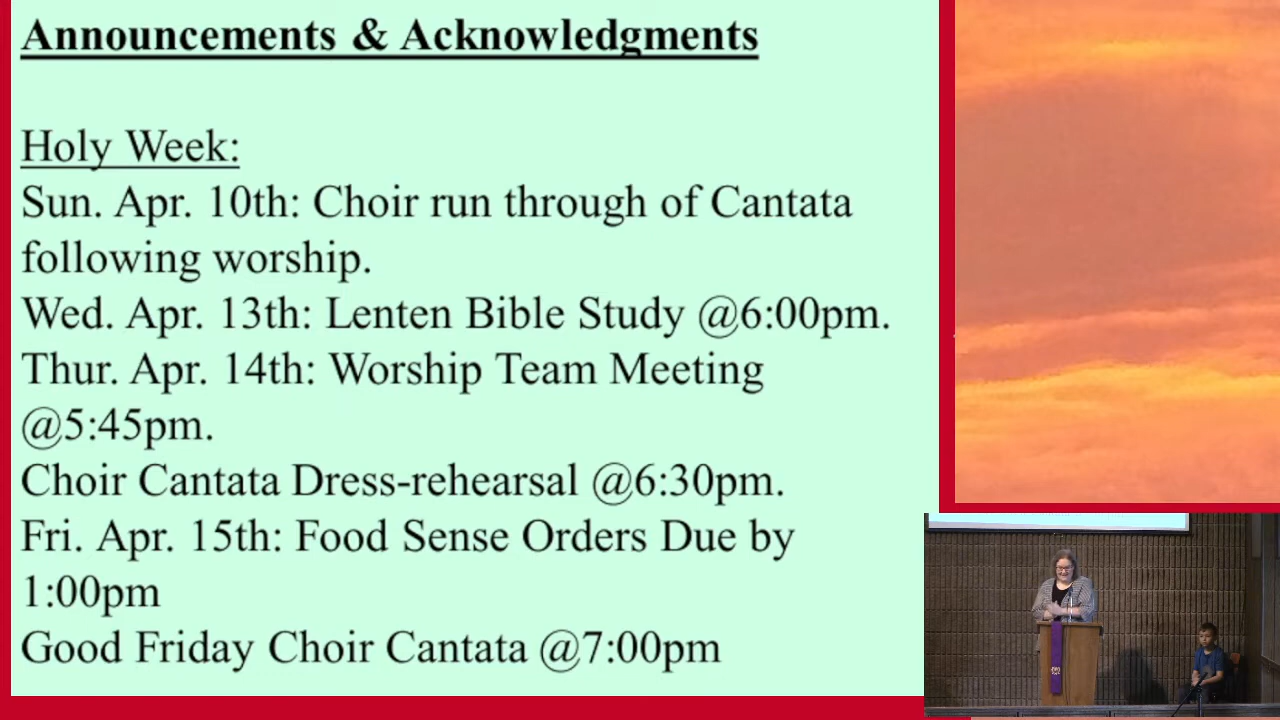 Announcements & Acknowledgments
Holy Week:
Sun. Apr. 10th: Choir run through of Cantata
following worship.
Wed. Apr. 13th: Lenten Bible Study @6:00pm.
Thur. Apr. 14th: Worship Team Meeting
@5:45pm.
Choir Cantata Dress-rehearsal @6:30pm.
Fri. Apr. 15th: Food Sense Orders Due by
1:00pm
Good Friday Choir Cantata @7:00pm